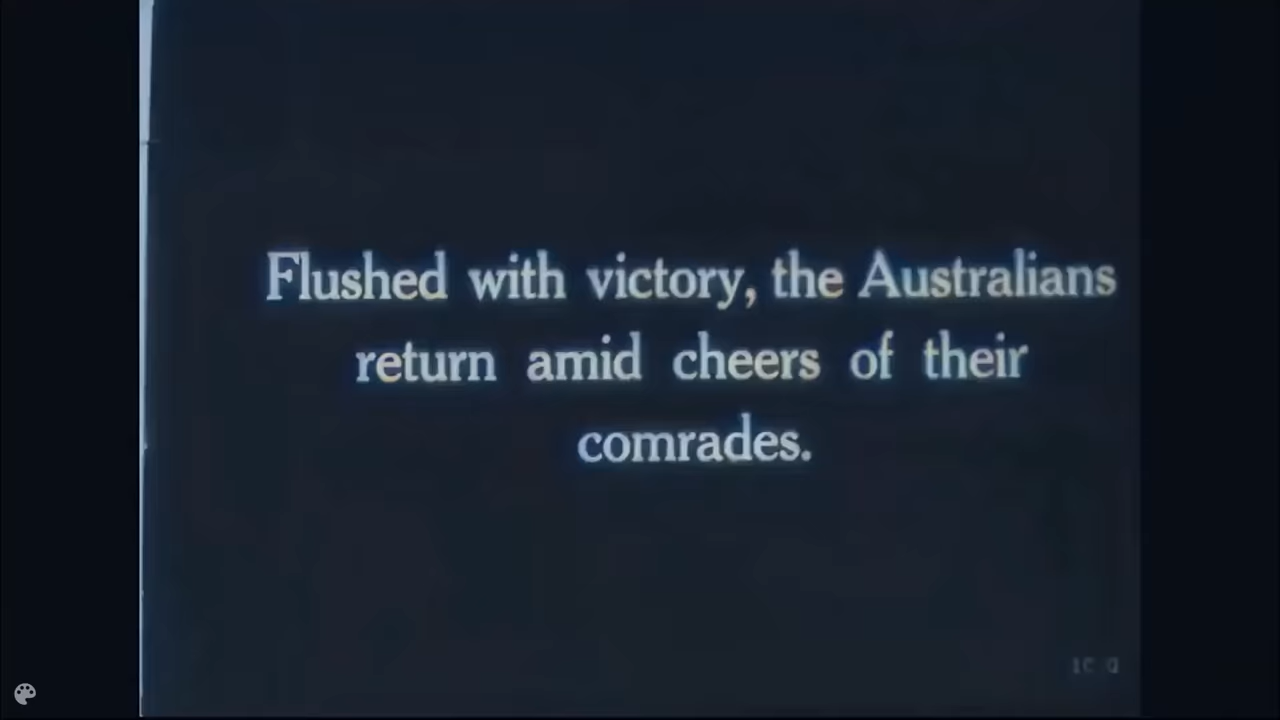 Flushed with victory, the Australians
return amid cheers of their
comrades.